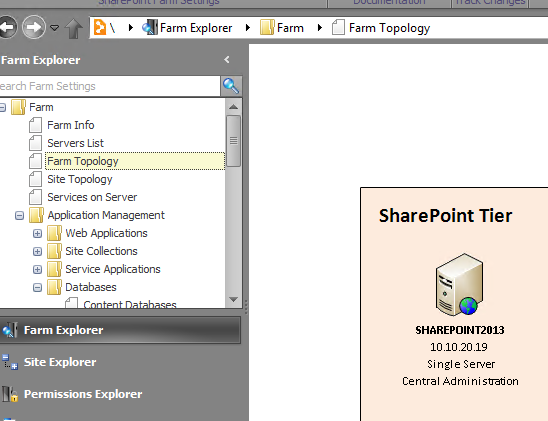 SharePoint Farm Settings Documentation Track Changes
\ Farm Explorer Farm Farm Topology
Farm Explorer
earch Farm Settings
Farm
Farm Info
Servers List
Farm Topology
Site Topology
Services on Server
Application Management
Web Applications
Site Collections
Service Applications
Databases
Content Databases
Farm Explorer
Site Explorer
Permissions Explorer
SharePoint Tier
SHAREPOINT2013
10.10.20.19
Single Server
Central Administration